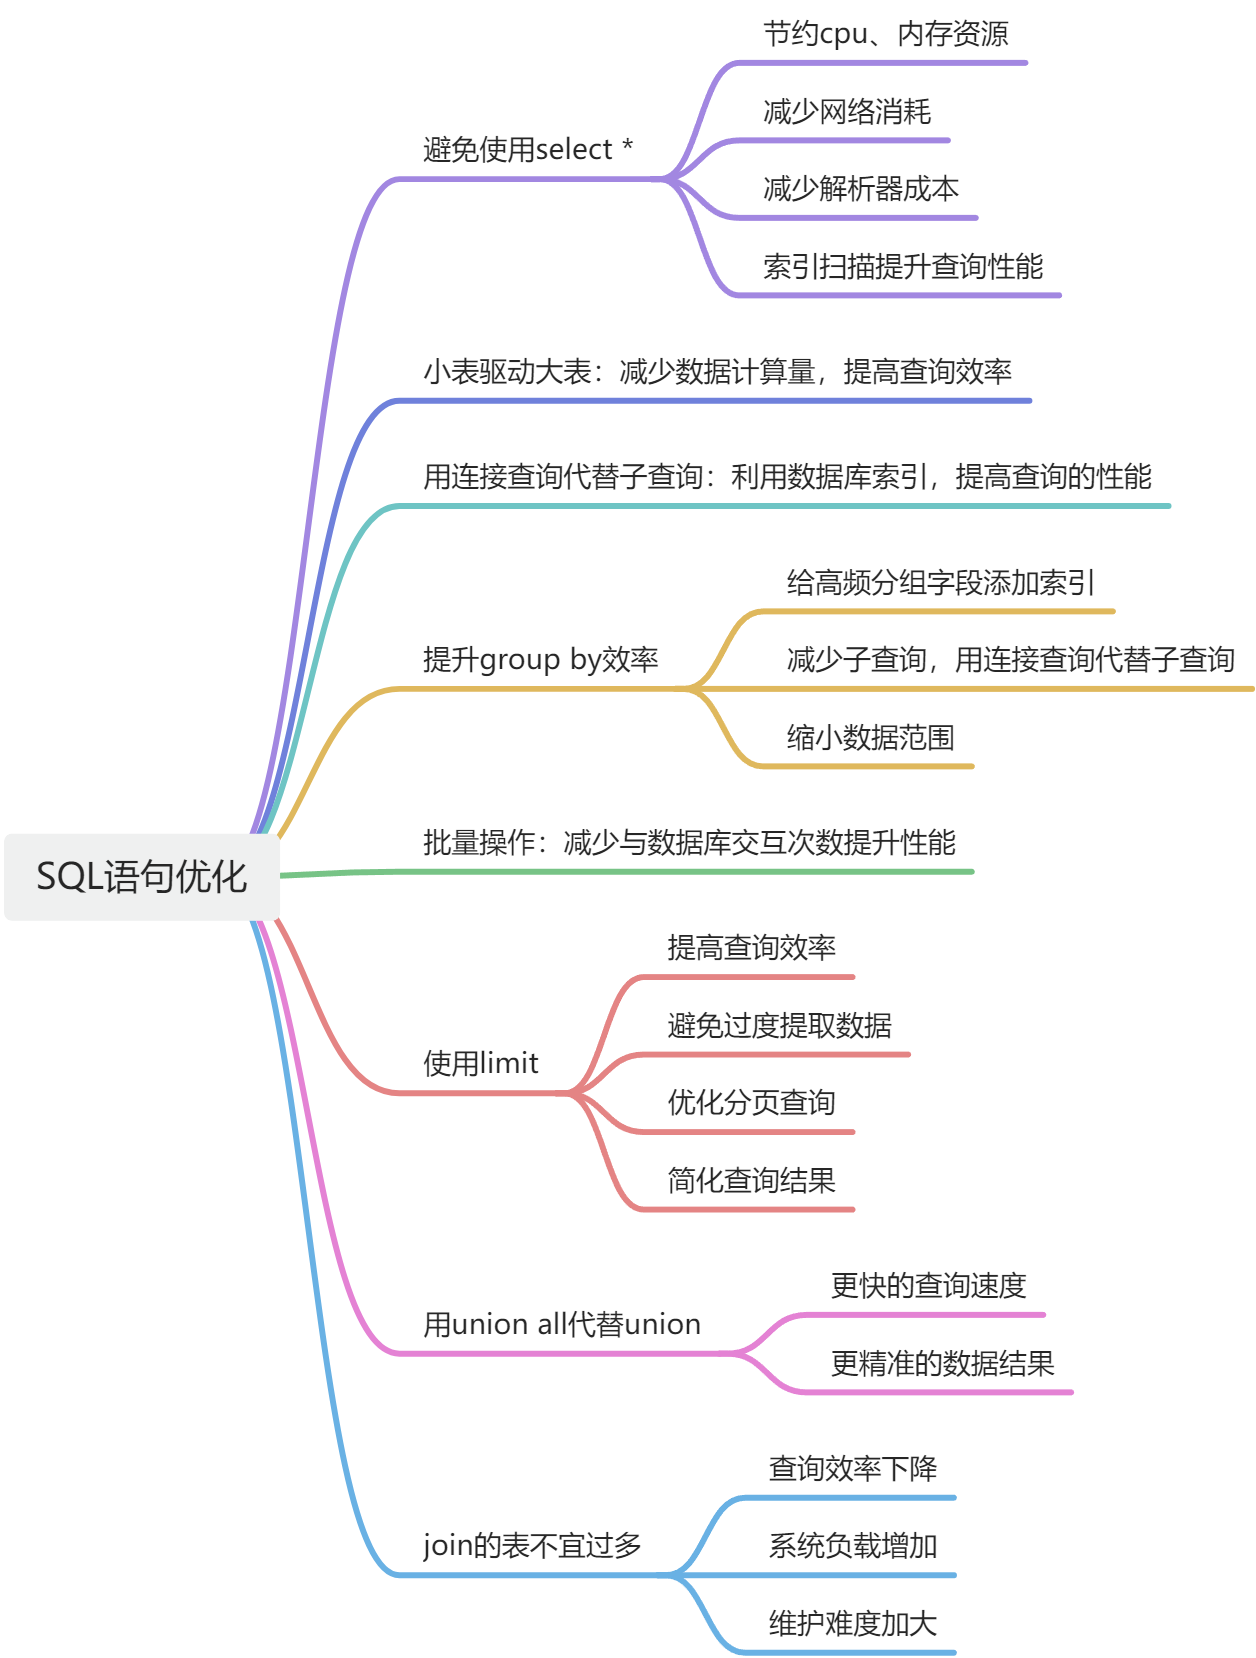 SQL语句优化
避免使用select *
节约cpu、内存资源
减少网络消耗
减少解析器成本
索引扫描提升查询性能
小表驱动大表：减少数据计算量，提高查询效率
用连接查询代替子查询：利用数据库索引，提高查询的性能
提升group by效率
给高频分组字段添加索引
减少子查询，用连接查询代替子查询
缩小数据范围
批量操作：减少与数据库交互次数提升性能
使用limit
提高查询效率
避免过度提取数据
优化分页查询
简化查询结果
用union all代替union
更快的查询速度
更精准的数据结果
join的表不宜过多
查询效率下降
系统负载增加
维护难度加大